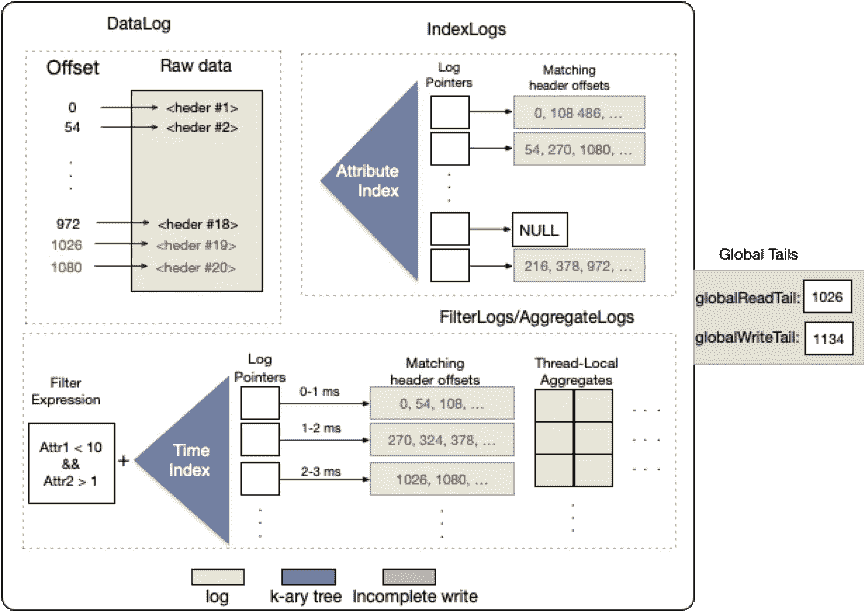 DataLog
Offset Raw data
0 <heder #1>
54 <heder #2>
972 <heder #18>
1026 <heder #19>
1080 <heder #20>
IndexLogs
Log
Pointers
Matching
header offsets
Attribute
Index
0, 108 486, ...
54, 270, 1080, ...
NULL
216, 378, 972, ...
Global Tails
globalReadTail: 1026
globalWriteTail: 1134
FilterLogs/AggregateLogs
Filter
Expression
Attr1 < 10
&&
Attr2 > 1
+
Time
Index
Log
Pointers
Matching
header offsets
Thread-Local
Aggregates
0-1 ms 0, 54, 108, ...
1-2 ms 270, 324, 378, ...
2-3 ms 1026, 1080, ...
log k-ary tree Incomplete write